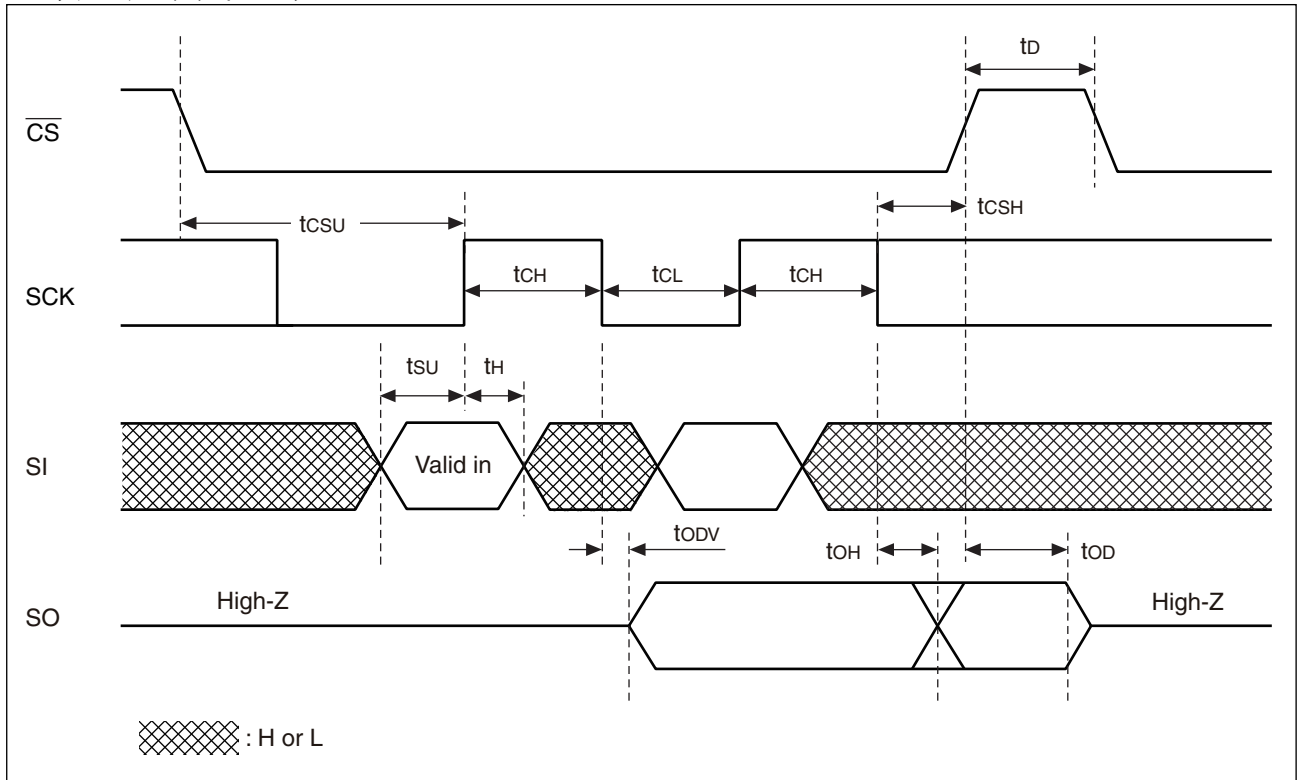 tD
CS
tCSU
tCSH
SCK
tCH
tCL
tCH
tSU
tH
SI
Valid in
tODV
tOH
tOD
SO
High-Z
High-Z
: H or L